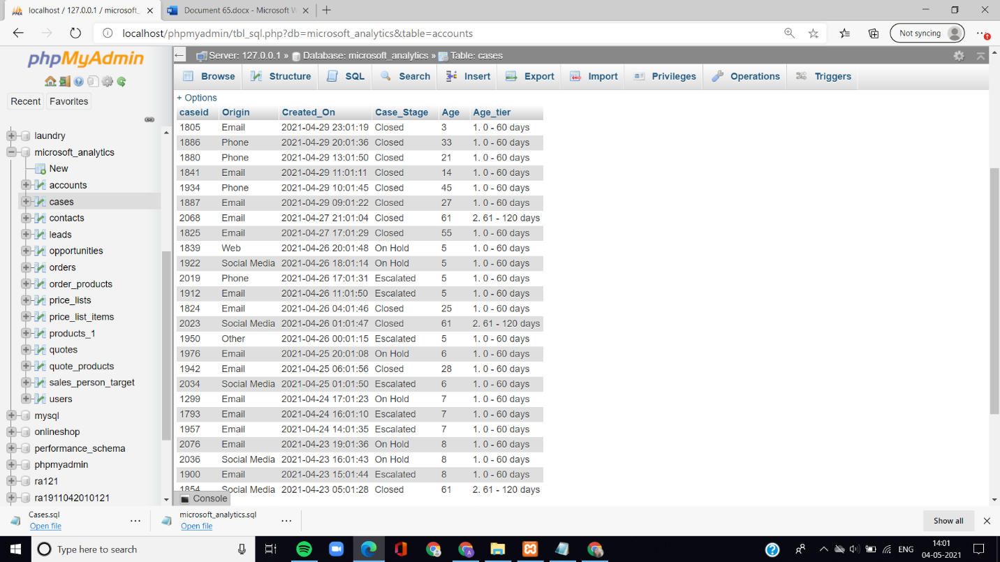 localhost / 127.0.0.1 / microsoft_
Document 65.docx - Microsoft W
localhost/phpmyadmin/tbl_sql.php?db=microsoft_analytics&table=accounts
Not syncing
phpMyAdmin
Recent Favorites
laundry
microsoft_analytics
New
accounts
cases
contacts
leads
opportunities
orders
order_products
price_lists
price_list_items
products_1
quotes
quote_products
sales_person_target
users
mysql
onlineshop
performance_schema
phpmyadmin
ra121
ra1911042010121
Server: 127.0.0.1 » Database: microsoft_analytics » Table: cases
Browse Structure SQL Search Insert Export Import Privileges Operations Triggers
+ Options
caseid Origin Created_On Case_Stage Age Age_tier
1805 Email 2021-04-29 23:01:19 Closed 3 1. 0 - 60 days
1886 Phone 2021-04-29 20:01:36 Closed 33 1. 0 - 60 days
1880 Phone 2021-04-29 13:01:50 Closed 21 1. 0 - 60 days
1841 Email 2021-04-29 11:01:11 Closed 14 1. 0 - 60 days
1934 Phone 2021-04-29 10:01:45 Closed 45 1. 0 - 60 days
1887 Email 2021-04-29 09:01:22 Closed 27 1. 0 - 60 days
2068 Email 2021-04-27 21:01:04 Closed 61 2. 61 - 120 days
1825 Email 2021-04-27 17:01:29 Closed 55 1. 0 - 60 days
1839 Web 2021-04-26 20:01:48 On Hold 5 1. 0 - 60 days
1922 Social Media 2021-04-26 18:01:14 On Hold 5 1. 0 - 60 days
2019 Phone 2021-04-26 17:01:31 Escalated 5 1. 0 - 60 days
1912 Email 2021-04-26 11:01:50 Escalated 5 1. 0 - 60 days
1824 Email 2021-04-26 04:01:46 Closed 25 1. 0 - 60 days
2023 Social Media 2021-04-26 01:01:47 Closed 61 2. 61 - 120 days
1950 Other 2021-04-26 00:01:15 Escalated 5 1. 0 - 60 days
1976 Email 2021-04-25 20:01:08 On Hold 6 1. 0 - 60 days
1942 Email 2021-04-25 06:01:56 Closed 28 1. 0 - 60 days
2034 Social Media 2021-04-25 01:01:50 Escalated 6 1. 0 - 60 days
1299 Email 2021-04-24 17:01:23 On Hold 7 1. 0 - 60 days
1793 Email 2021-04-24 16:01:10 Escalated 7 1. 0 - 60 days
1957 Email 2021-04-24 14:01:35 Escalated 7 1. 0 - 60 days
2076 Email 2021-04-23 19:01:36 On Hold 8 1. 0 - 60 days
2036 Social Media 2021-04-23 16:01:43 On Hold 8 1. 0 - 60 days
1900 Email 2021-04-23 15:01:44 Escalated 8 1. 0 - 60 days
1854 Social Media 2021-04-23 05:01:28 Closed 61 2. 61 - 120 days
Console
Cases.sql
Open file
microsoft_analytics.sql
Open file
Show all
Type here to search
ENG
14:01
04-05-2021